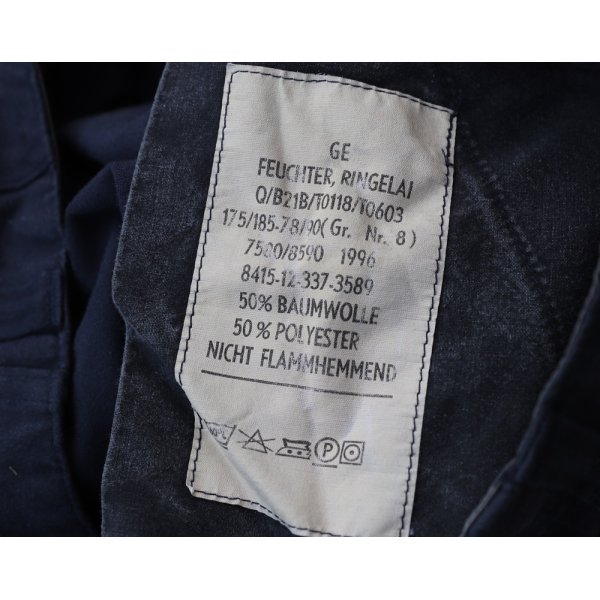 GE
FEUCHTER, RINGELAI
Q/B21B/T0118/T0603
175/185-78/90(Gr. Nr. 8)
7520/8590 1996
8415-12-337-3589
50% BAUMWOLLE
50% POLYESTER
NICHT FLAMMHEMMEND
P